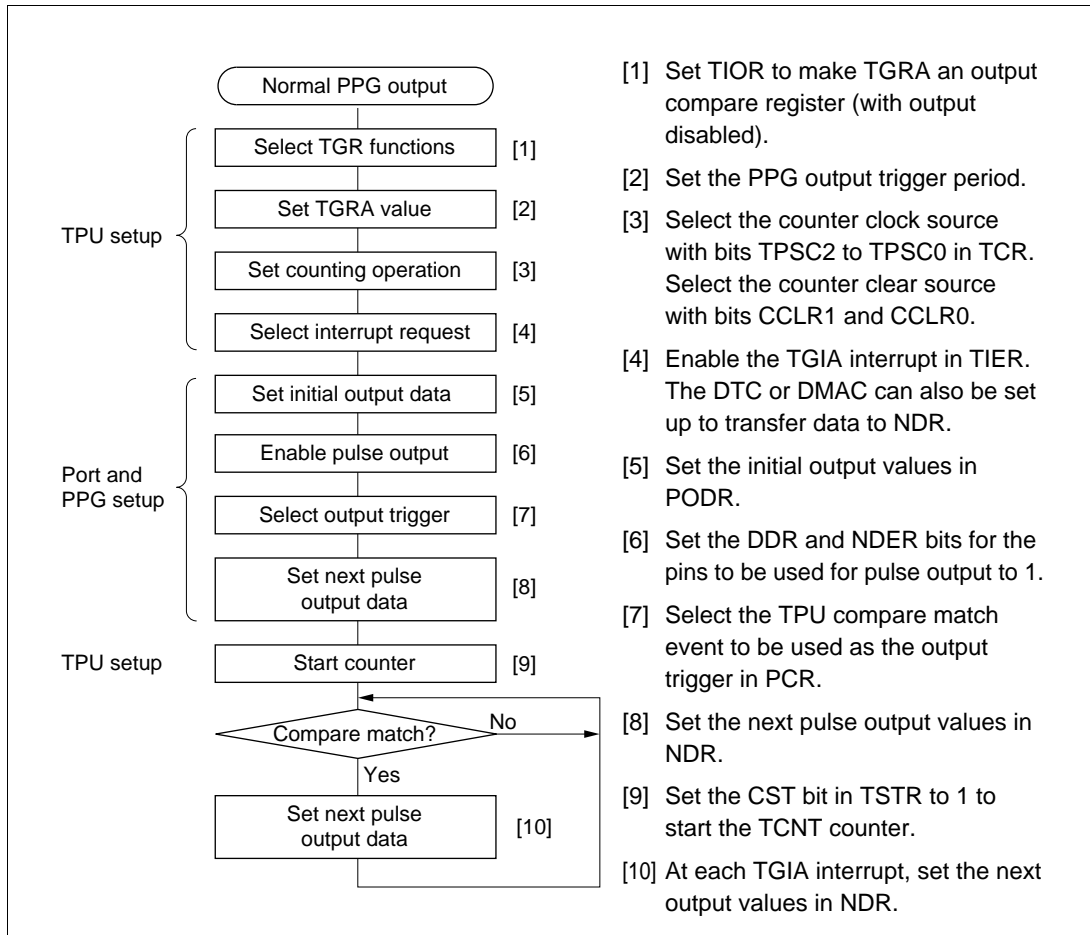 Normal PPG output
Select TGR functions [1]
Set TGRA value [2]
TPU setup
Set counting operation [3]
Select interrupt request [4]
Set initial output data [5]
Enable pulse output [6]
Port and
PPG setup
Select output trigger [7]
Set next pulse
output data
[8]
TPU setup
Start counter [9]
Compare match?
No
Yes
Set next pulse
output data
[10]
[1] Set TIOR to make TGRA an output
compare register (with output
disabled).
[2] Set the PPG output trigger period.
[3] Select the counter clock source
with bits TPSC2 to TPSC0 in TCR.
Select the counter clear source
with bits CCLR1 and CCLR0.
[4] Enable the TGIA interrupt in TIER.
The DTC or DMAC can also be set
up to transfer data to NDR.
[5] Set the initial output values in
PODR.
[6] Set the DDR and NDER bits for the
pins to be used for pulse output to 1.
[7] Select the TPU compare match
event to be used as the output
trigger in PCR.
[8] Set the next pulse output values in
NDR.
[9] Set the CST bit in TSTR to 1 to
start the TCNT counter.
[10] At each TGIA interrupt, set the next
output values in NDR.